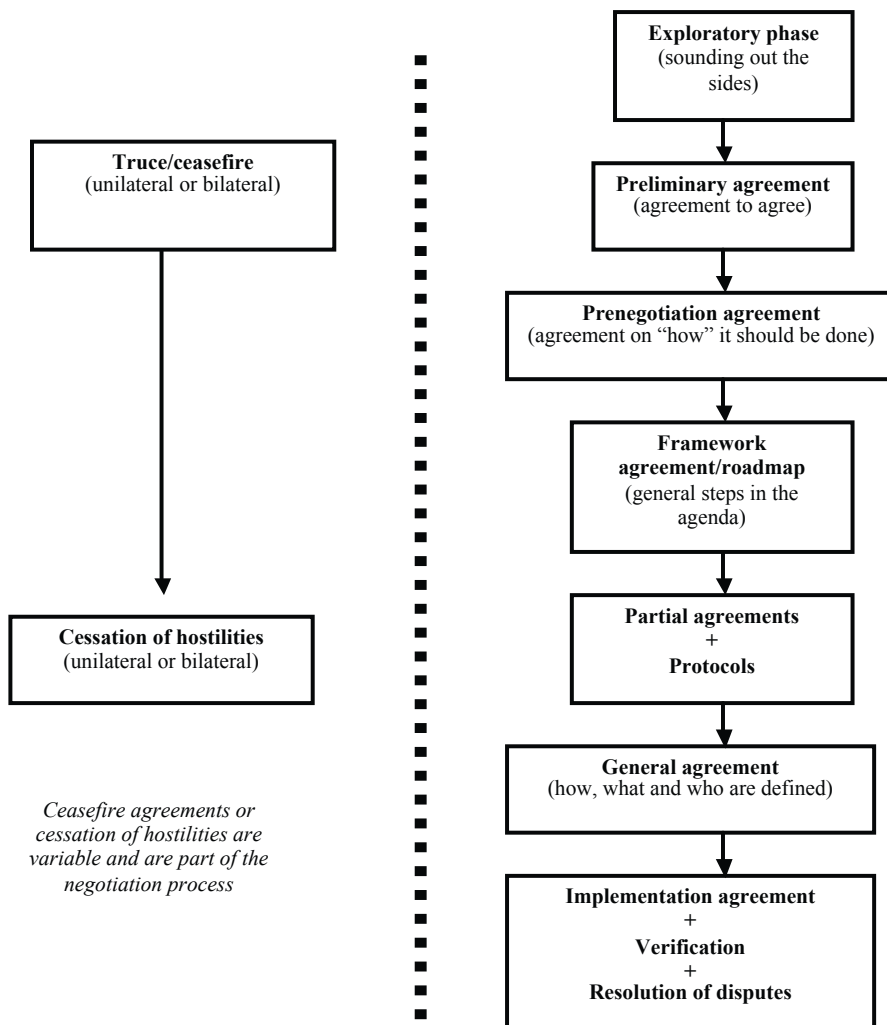 Truce/ceasefire
(unilateral or bilateral)
Cessation of hostilities
(unilateral or bilateral)
Ceasefire agreements or
cessation of hostilities are
variable and are part of the
negotiation process
Exploratory phase
(sounding out the
sides)
Preliminary agreement
(agreement to agree)
Prenegotiation agreement
(agreement on “how” it should be done)
Framework
agreement/roadmap
(general steps in the
agenda)
Partial agreements
+
Protocols
General agreement
(how, what and who are defined)
Implementation agreement
+
Verification
+
Resolution of disputes